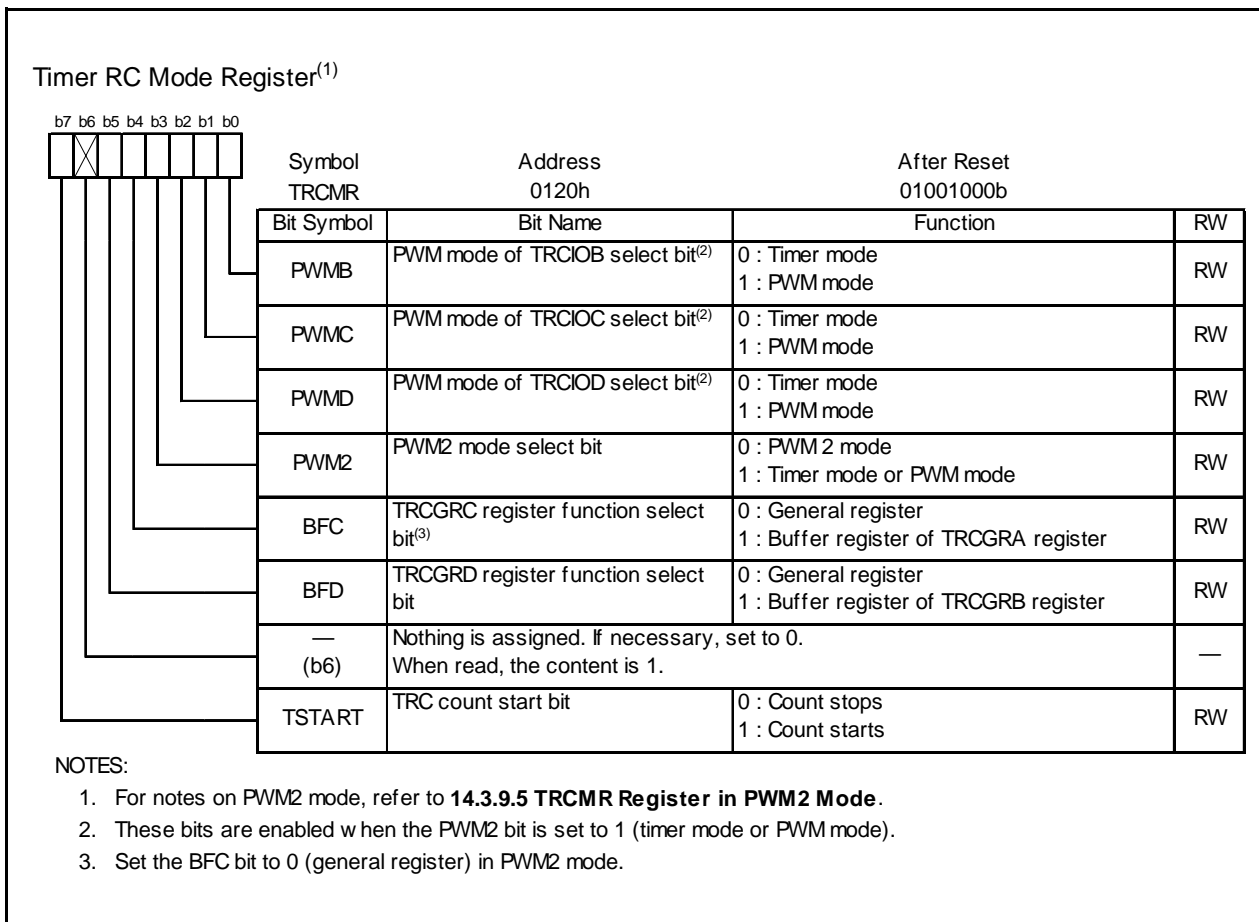 Timer RC Mode Register(1)
b7 b6 b5 b4 b3 b2 b1 b0
Symbol Address After Reset
TRCMR 0120h 01001000b
Bit Symbol Bit Name Function RW
PWMB PWM mode of TRCIOB select bit(2) 0 : Timer mode
1 : PWM mode RW
PWMC PWM mode of TRCIOC select bit(2) 0 : Timer mode
1 : PWM mode RW
PWMD PWM mode of TRCIOD select bit(2) 0 : Timer mode
1 : PWM mode RW
PWM2 PWM2 mode select bit 0 : PWM 2 mode
1 : Timer mode or PWM mode RW
BFC TRCGRC register function select
bit(3) 0 : General register
1 : Buffer register of TRCGRA register RW
BFD TRCGRD register function select
bit 0 : General register
1 : Buffer register of TRCGRB register RW
—
(b6) Nothing is assigned. If necessary, set to 0.
When read, the content is 1. —
TSTART TRC count start bit 0 : Count stops
1 : Count starts RW
NOTES:
1. For notes on PWM2 mode, refer to 14.3.9.5 TRCMR Register in PWM2 Mode.
2. These bits are enabled when the PWM2 bit is set to 1 (timer mode or PWM mode).
3. Set the BFC bit to 0 (general register) in PWM2 mode.